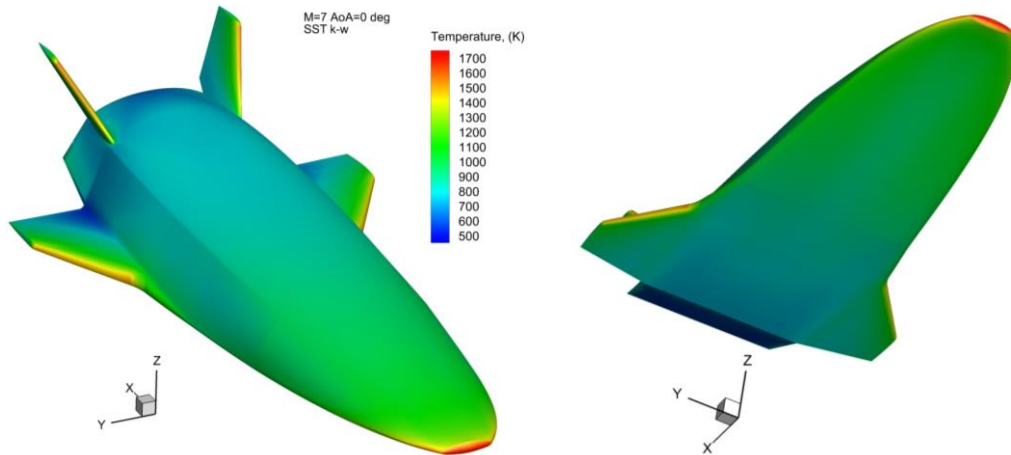 M=7 AoA=0 deg
SST k-w
Temperature, (K)
1700
1600
1500
1400
1300
1200
1100
1000
900
800
700
600
500
Z
X
Y
Z
Y
X